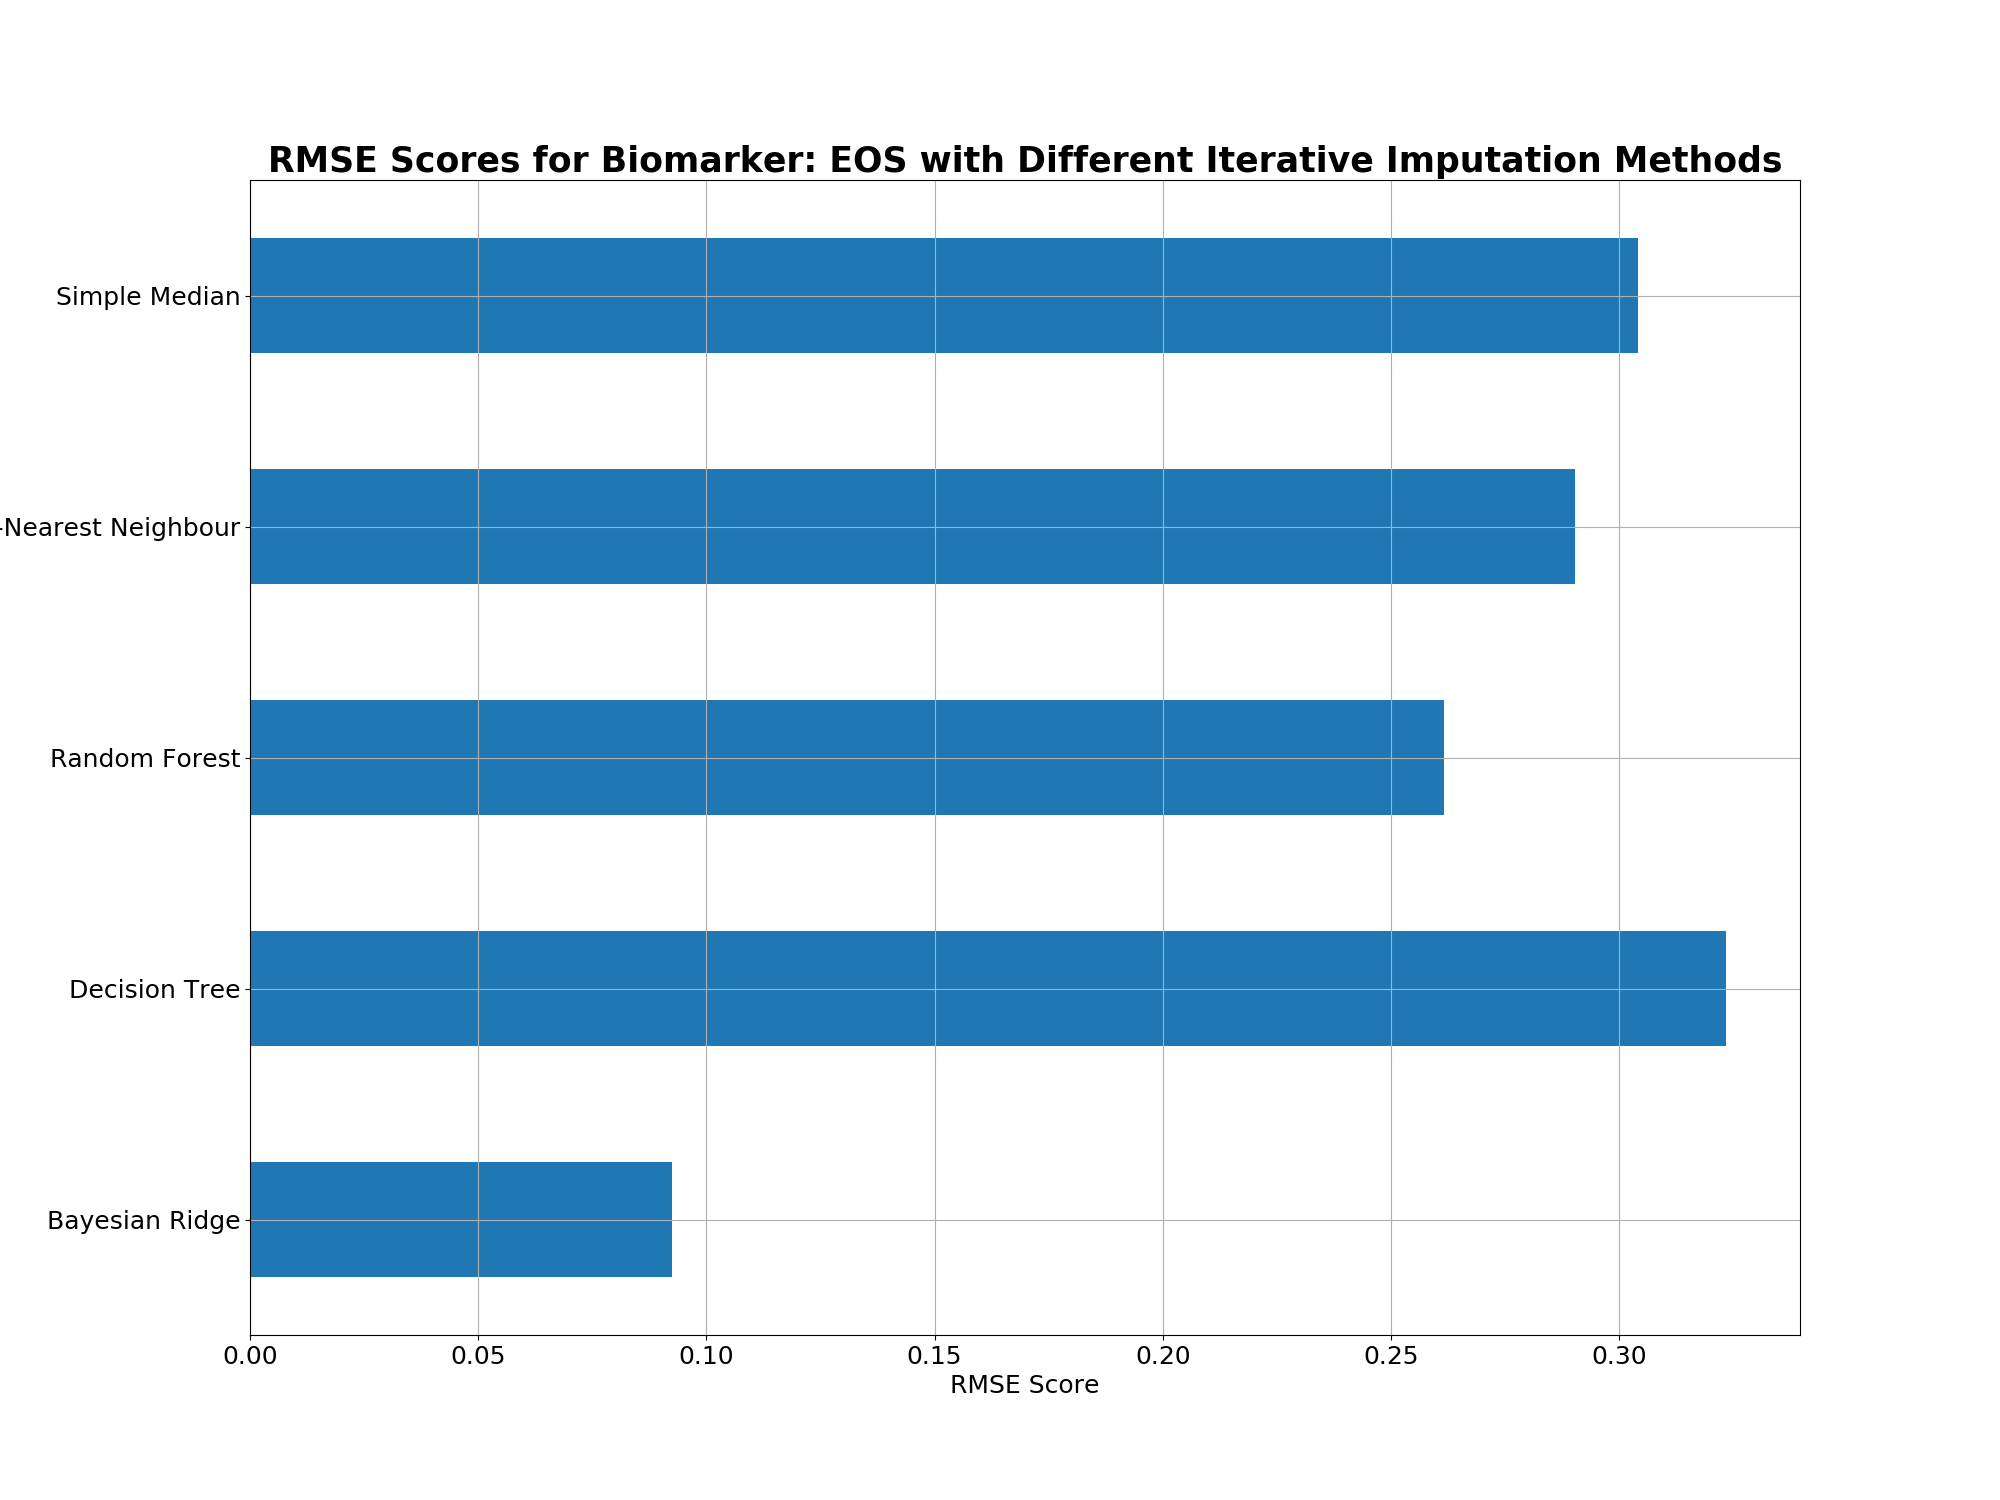 RMSE Scores for Biomarker: EOS with Different Iterative Imputation Methods
Simple Median
-Nearest Neighbour
Random Forest
Decision Tree
Bayesian Ridge
0.00 0.05 0.10 0.15 0.20 0.25 0.30
RMSE Score